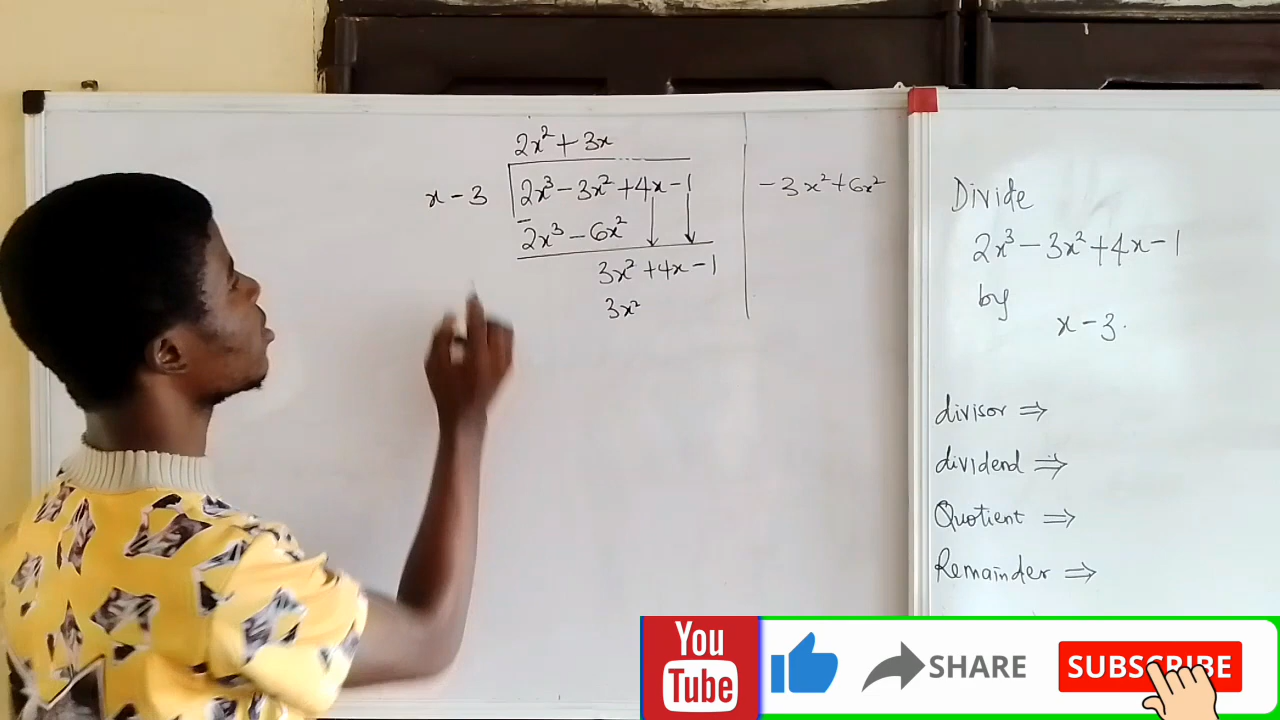 2x² + 3x
x - 3 2x³ - 3x² + 4x - 1
- 2x³ - 6x²
3x² + 4x - 1
3x²
- 3x² + 6x²
Divide
2x³ - 3x² + 4x - 1
by
x - 3.
divisor ⇒
dividend ⇒
Quotient ⇒
Remainder ⇒
You
Tube
SHARE
SUBSCRIBE